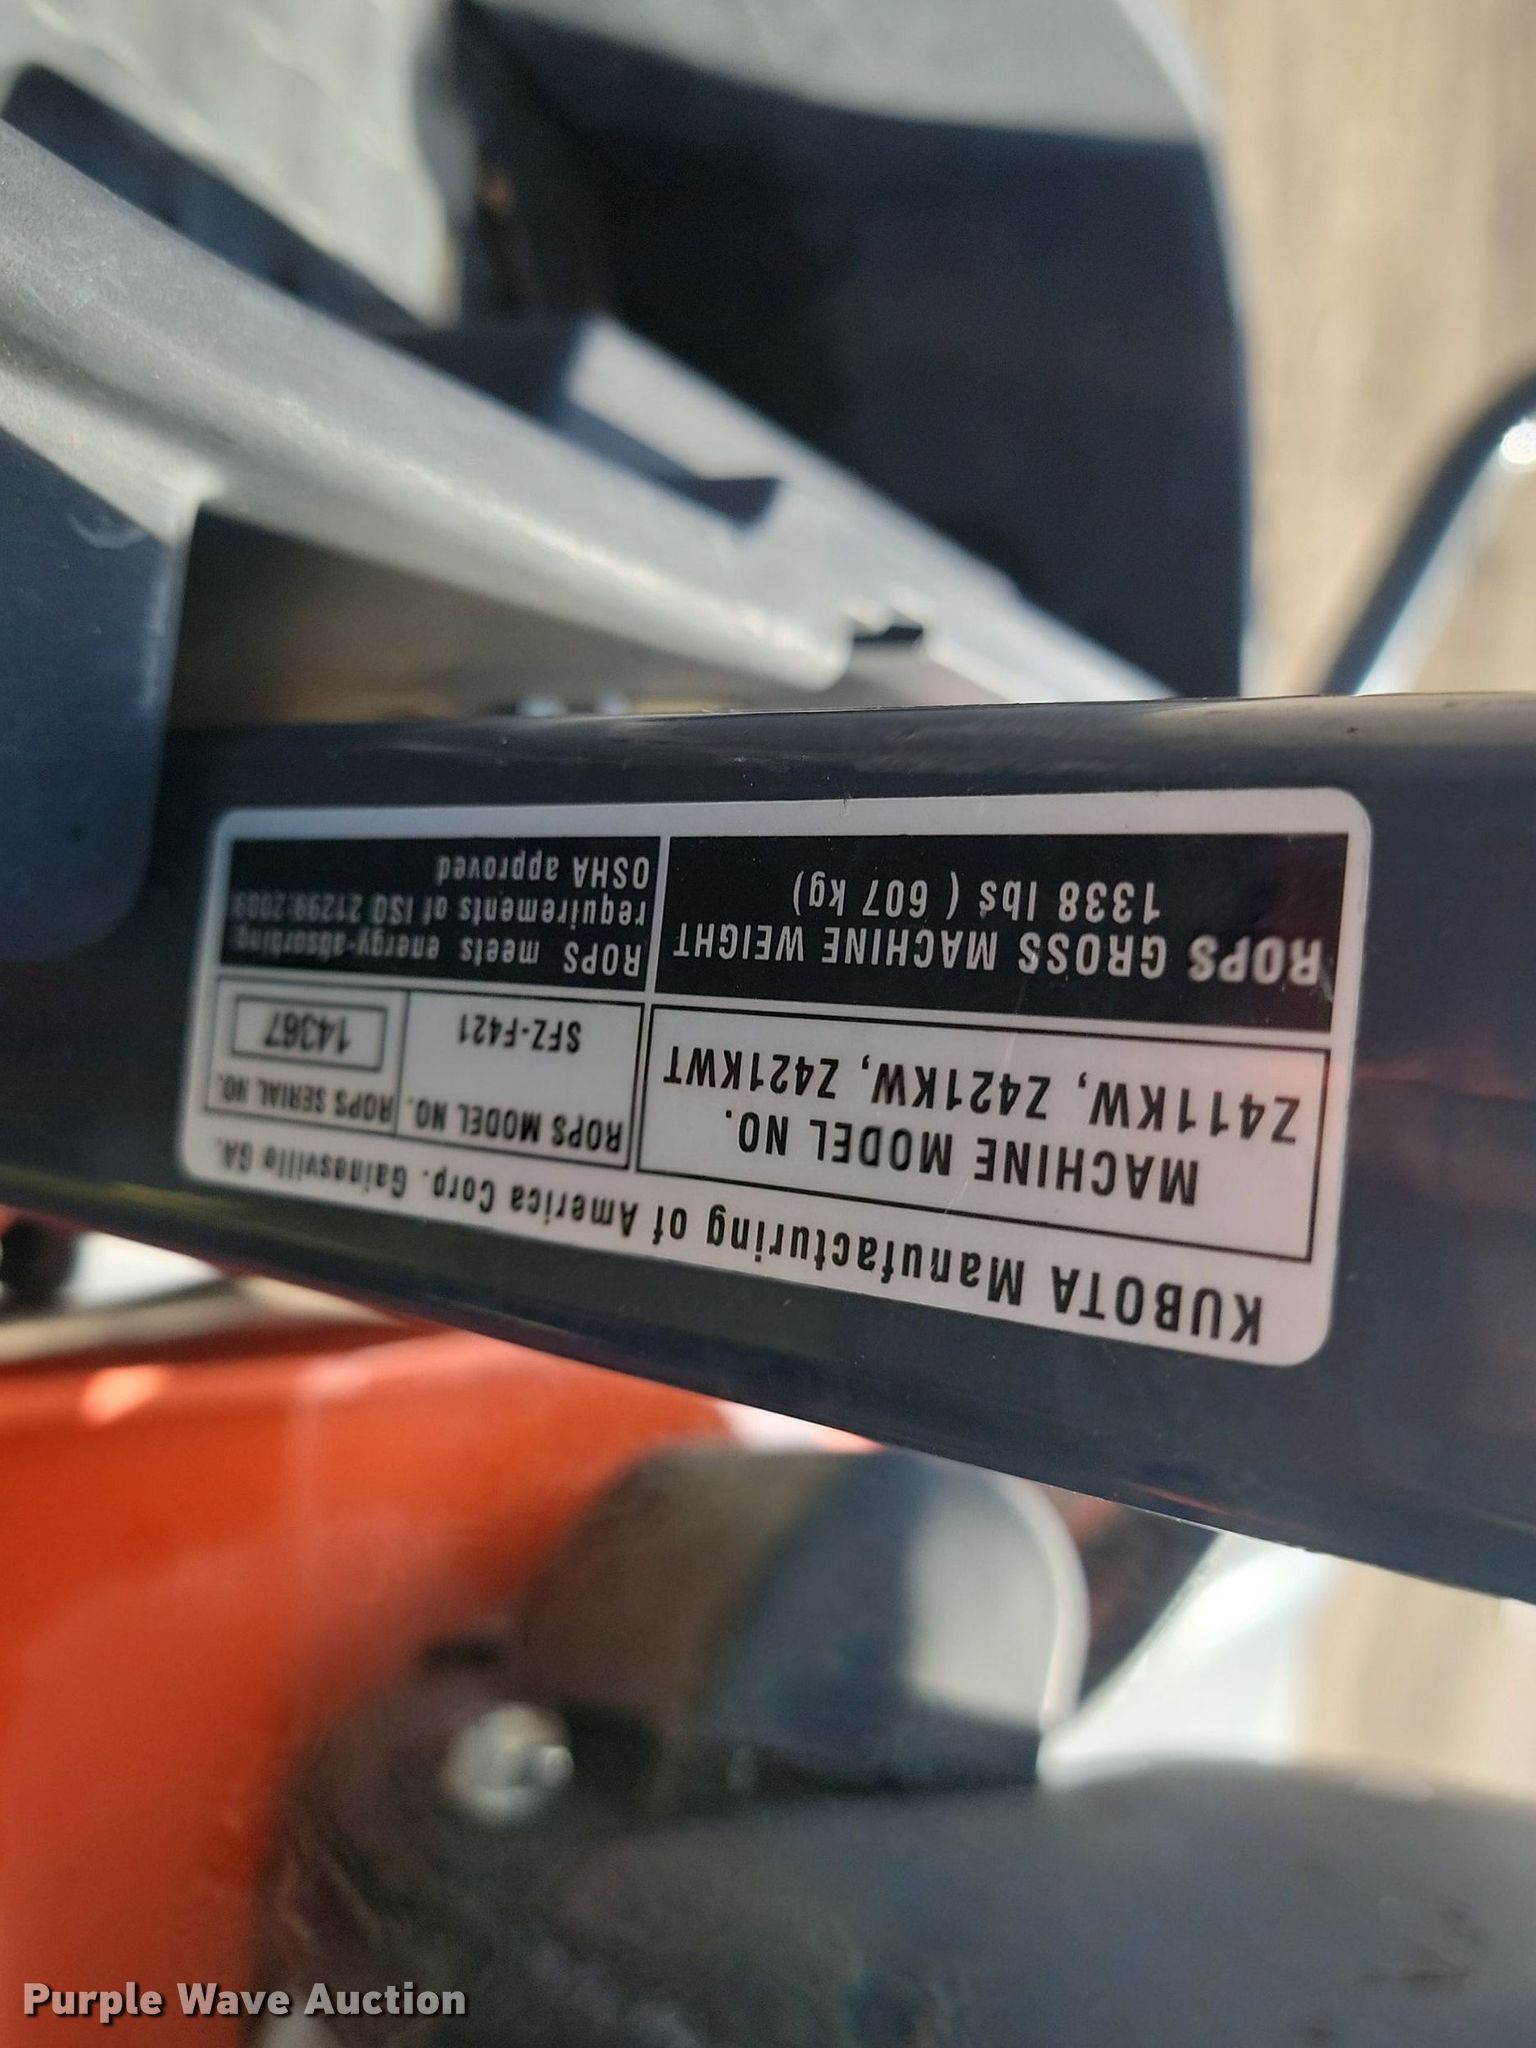 KUBOTA Manufacturing of America Corp. Gainesville GA.
MACHINE MODEL NO.
Z411KW, Z421KW, Z421KWT
ROPS MODEL NO.
SFZ-F421
ROPS SERIAL NO.
14367
ROPS GROSS MACHINE WEIGHT
1338 lbs ( 607 kg)
ROPS meets energy-absorbing
requirements of ISO 21299:2009
OSHA approved
Purple Wave Auction